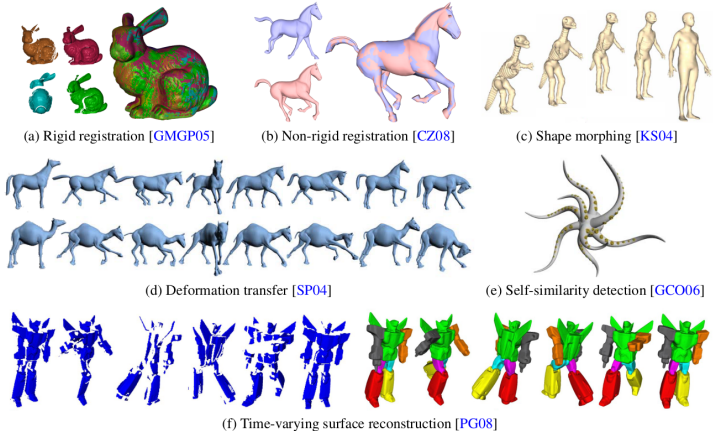 (a) Rigid registration [GMGP05]
(b) Non-rigid registration [CZ08]
(c) Shape morphing [KS04]
(d) Deformation transfer [SP04]
(e) Self-similarity detection [GCO06]
(f) Time-varying surface reconstruction [PG08]